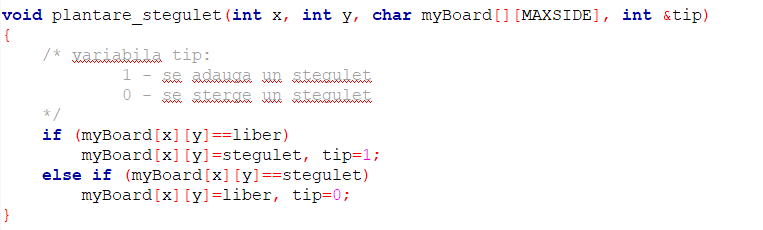 void plantare_stegulet(int x, int y, char myBoard[][MAXSIDE], int &tip)
{
    /* variabila tip:
            1 - se adauga un stegulet
            0 - se sterge un stegulet
    */
    if (myBoard[x][y]==liber)
        myBoard[x][y]=stegulet, tip=1;
    else if (myBoard[x][y]==stegulet)
        myBoard[x][y]=liber, tip=0;
}